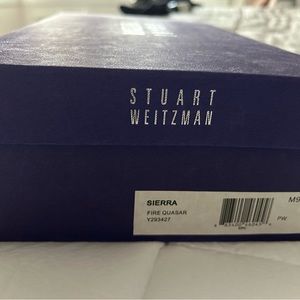 STUART
WEITZMAN
SIERRA
FIRE QUASAR
Y293427
M9
PW